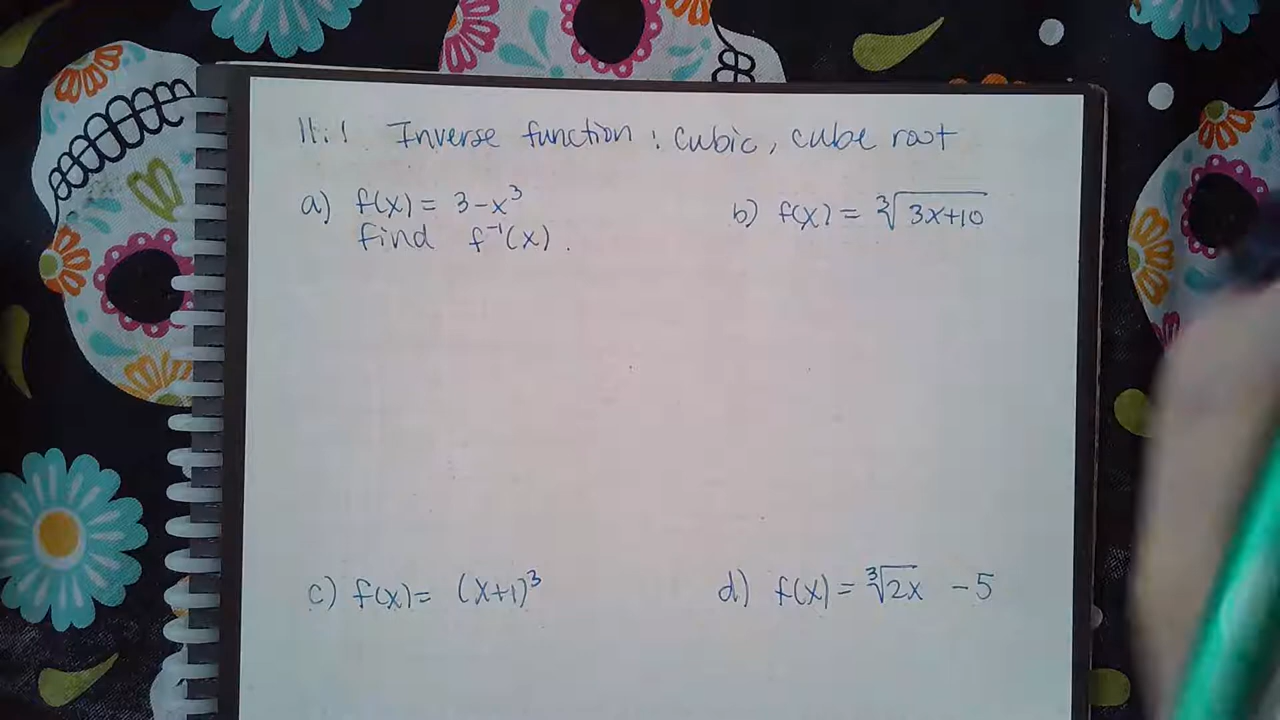 11.1 Inverse function : cubic, cube root
a) f(x) = 3-x³
find f⁻¹(x).
b) f(x) = ∛(3x+10)
c) f(x) = (x+1)³
d) f(x) = ∛(2x) - 5